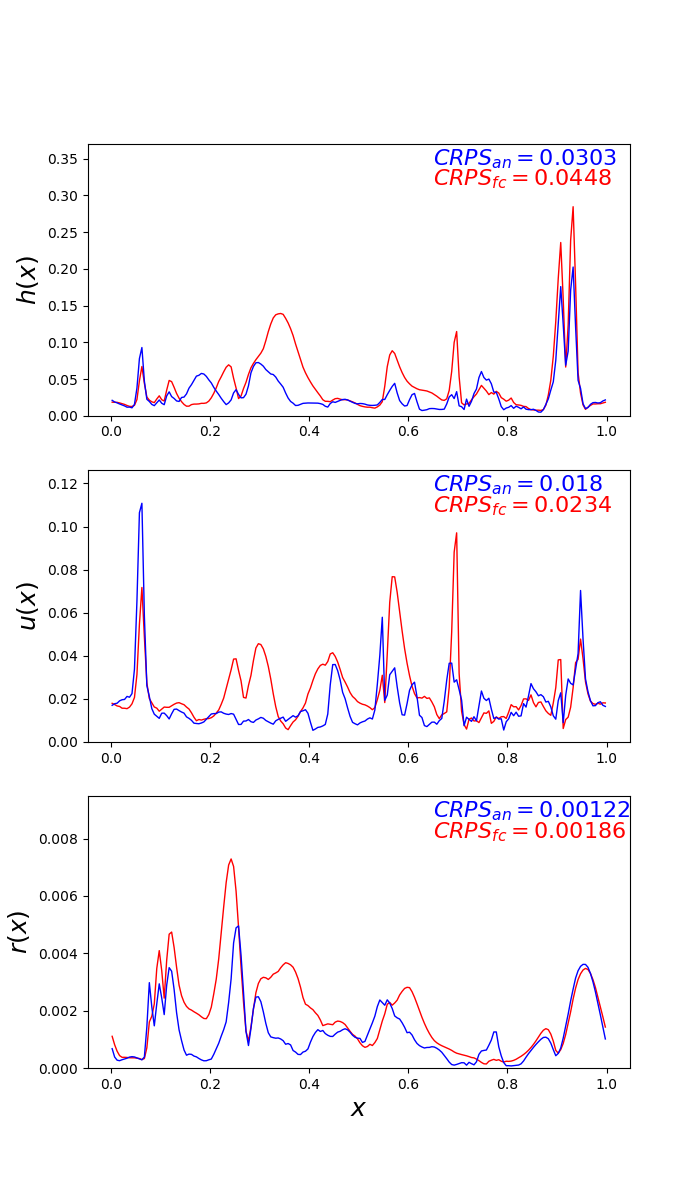 0.35
0.30
0.25
0.20
0.15
0.10
0.05
0.00
h(x)
CRPS_an = 0.0303
CRPS_fc = 0.0448
0.0 0.2 0.4 0.6 0.8 1.0
0.12
0.10
0.08
0.06
0.04
0.02
0.00
u(x)
CRPS_an = 0.018
CRPS_fc = 0.0234
0.0 0.2 0.4 0.6 0.8 1.0
0.008
0.006
0.004
0.002
0.000
r(x)
CRPS_an = 0.00122
CRPS_fc = 0.00186
0.0 0.2 0.4 0.6 0.8 1.0
x